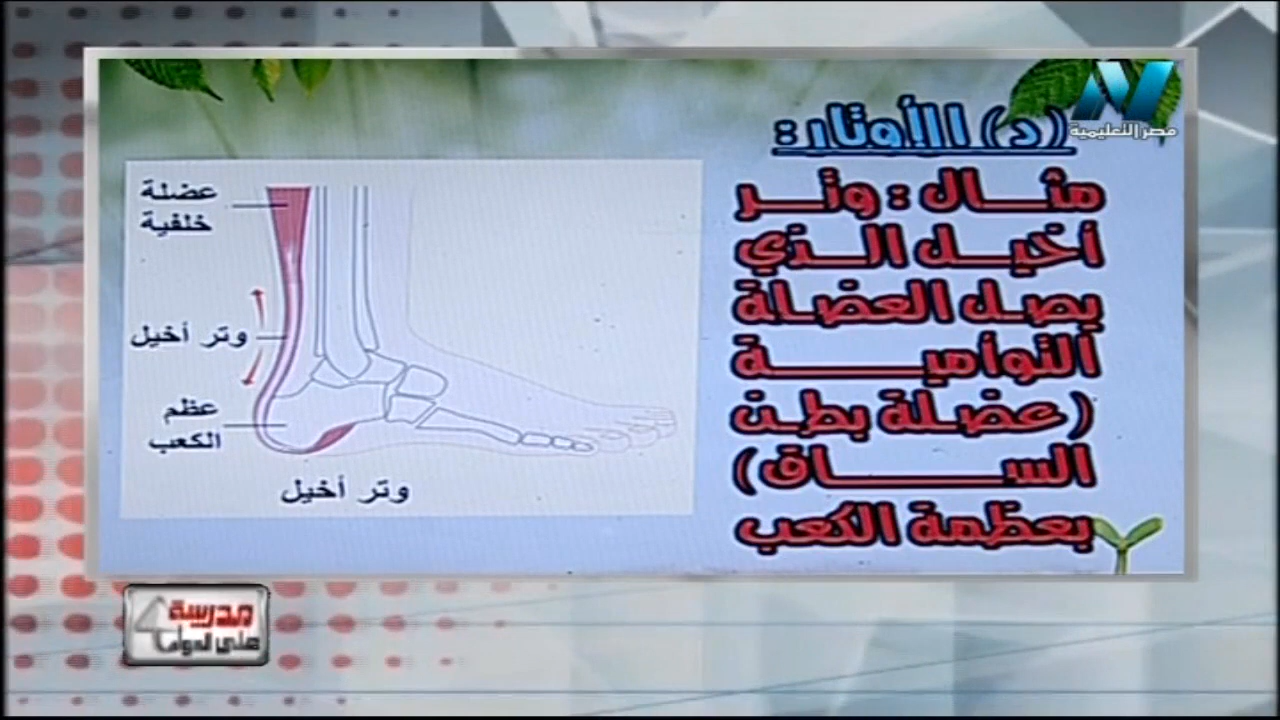 مصر التعليمية
(د) الأوتار:
مثال: وتر
أخيل الذي
يصل العضلة
التوأمية
(عضلة بطن
الساق)
بعظمة الكعب
عضلة
خلفية
وتر أخيل
عظم
الكعب
وتر أخيل
مدرسة
على الهواء